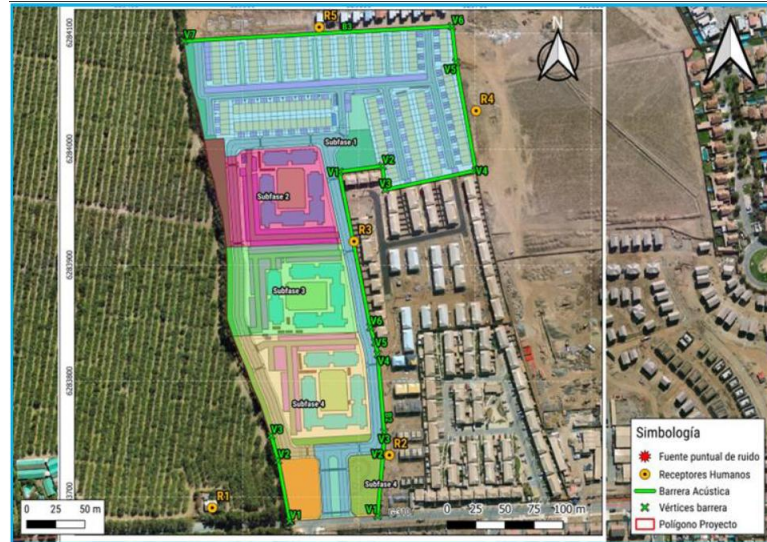 R5
B3
V6
V7
N
V5
6284100
R4
6284000
Subfase 1
V1
V2
V4
V3
Subfase 2
R3
6283900
Subfase 3
V6
V5
V4
6283800
Subfase 4
V3
V3
V2
V2
R2
Subfase 4
R1
V1
V1
0 25 50 m
0 25 50 75 100 m
Simbología
Fuente puntual de ruido
Receptores Humanos
Barrera Acústica
Vértices barrera
Polígono Proyecto